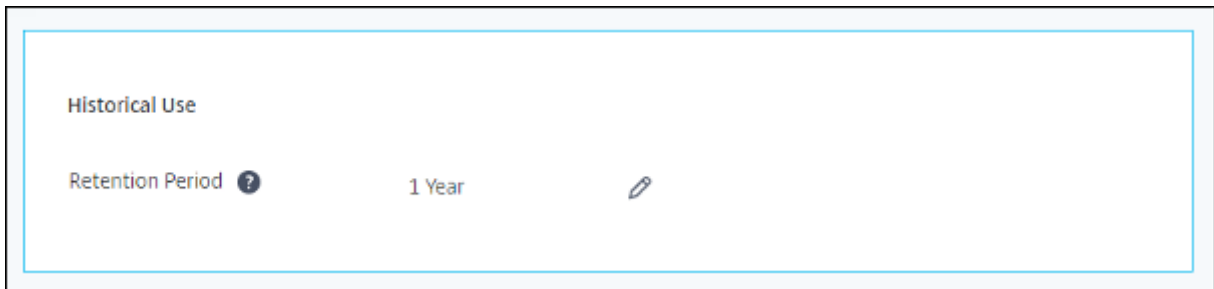 Historical Use
Retention Period ?
1 Year